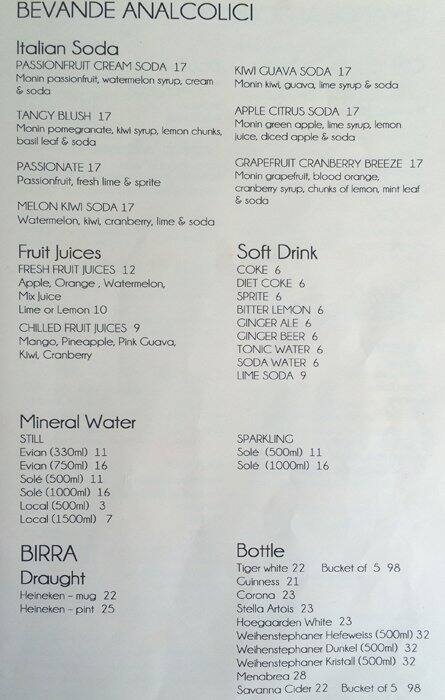 BEVANDE ANALCOLICI
Italian Soda
PASSIONFRUIT CREAM SODA 17
Monin passionfruit, watermelon syrup, cream
& soda
TANGY BLUSH 17
Monin pomegranate, kiwi syrup, lemon chunks,
basil leaf & soda
PASSIONATE 17
Passionfruit, fresh lime & sprite
MELON KIWI SODA 17
Watermelon, kiwi, cranberry, lime & soda
KIWI GUAVA SODA 17
Monin kiwi, guava, lime syrup & soda
APPLE CITRUS SODA 17
Monin green apple, lime syrup, lemon
juice, diced apple & soda
GRAPEFRUIT CRANBERRY BREEZE 17
Monin grapefruit, blood orange,
cranberry syrup, chunks of lemon, mint leaf
& soda
Fruit Juices
FRESH FRUIT JUICES 12
Apple, Orange , Watermelon,
Mix Juice
Lime or Lemon 10
CHILLED FRUIT JUICES 9
Mango, Pineapple, Pink Guava,
Kiwi, Cranberry
Soft Drink
COKE 6
DIET COKE 6
SPRITE 6
BITTER LEMON 6
GINGER ALE 6
GINGER BEER 6
TONIC WATER 6
SODA WATER 6
LIME SODA 9
Mineral Water
STILL
Evian (330ml) 11
Evian (750ml) 16
Solé (500ml) 11
Solé (1000ml) 16
Local (500ml) 3
Local (1500ml) 7
SPARKLING
Solé (500ml) 11
Solé (1000ml) 16
BIRRA
Draught
Heineken – mug 22
Heineken – pint 25
Bottle
Tiger white 22 Bucket of 5 98
Guinness 21
Corona 23
Stella Artois 23
Hoegaarden White 23
Weihenstephaner Hefeweiss (500ml) 32
Weihenstephaner Dunkel (500ml) 32
Weihenstephaner Kristall (500ml) 32
Menabrea 28
Savanna Cider 22 Bucket of 5 98